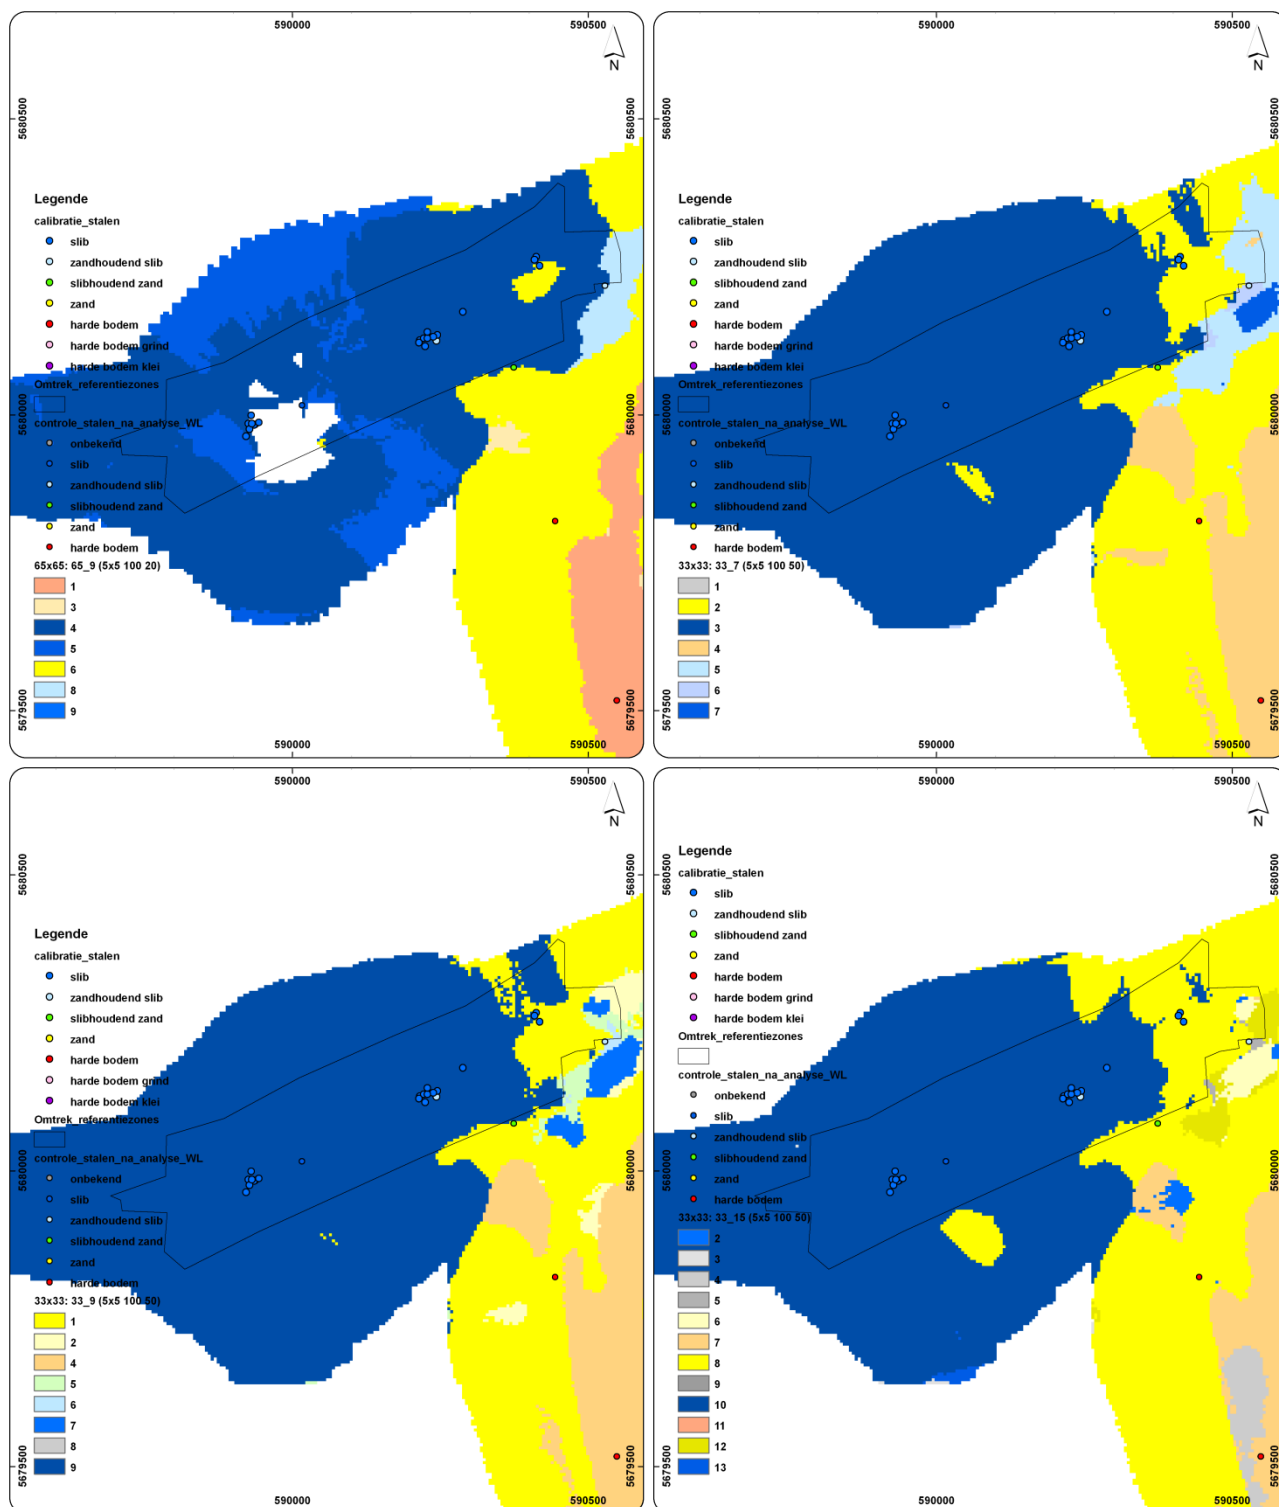 590000
590500
N
5680500
5680500
Legende
calibratie_stalen
slib
zandhoudend slib
slibhoudend zand
zand
harde bodem
harde bodem grind
harde bodem klei
Omtrek_referentiezones
5680000
5680000
controle_stalen_na_analyse_WL
onbekend
slib
zandhoudend slib
slibhoudend zand
zand
harde bodem
65x65: 65_9 (5x5 100 20)
1
3
4
5
6
8
9
5679500
5679500
590000
590500
590000
590500
N
5680500
5680500
Legende
calibratie_stalen
slib
zandhoudend slib
slibhoudend zand
zand
harde bodem
harde bodem grind
harde bodem klei
Omtrek_referentiezones
5680000
5680000
controle_stalen_na_analyse_WL
onbekend
slib
zandhoudend slib
slibhoudend zand
zand
harde bodem
33x33: 33_7 (5x5 100 50)
1
2
3
4
5
6
7
5679500
5679500
590000
590500
N
5680500
5680500
Legende
calibratie_stalen
slib
zandhoudend slib
slibhoudend zand
zand
harde bodem
harde bodem grind
harde bodem klei
Omtrek_referentiezones
5680000
5680000
controle_stalen_na_analyse_WL
onbekend
slib
zandhoudend slib
slibhoudend zand
zand
harde bodem
33x33: 33_9 (5x5 100 50)
1
2
4
5
6
7
8
9
5679500
5679500
590000
590500
N
5680500
5680500
Legende
calibratie_stalen
slib
zandhoudend slib
slibhoudend zand
zand
harde bodem
harde bodem grind
harde bodem klei
Omtrek_referentiezones
controle_stalen_na_analyse_WL
onbekend
slib
zandhoudend slib
slibhoudend zand
zand
harde bodem
5680000
5680000
33x33: 33_15 (5x5 100 50)
2
3
4
5
6
7
8
9
10
11
12
13
5679500
5679500
590000
590500